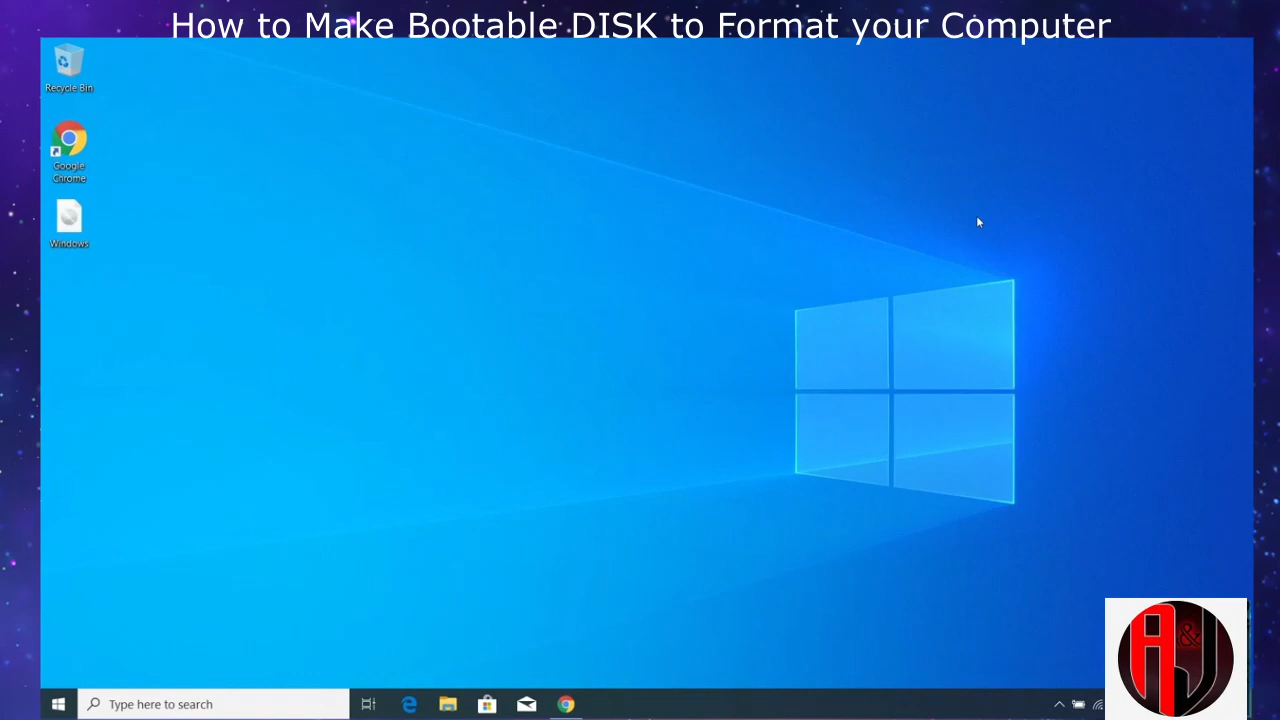 How to Make Bootable DISK to Format your Computer
Recycle Bin
Google
Chrome
Windows
Type here to search
A&J